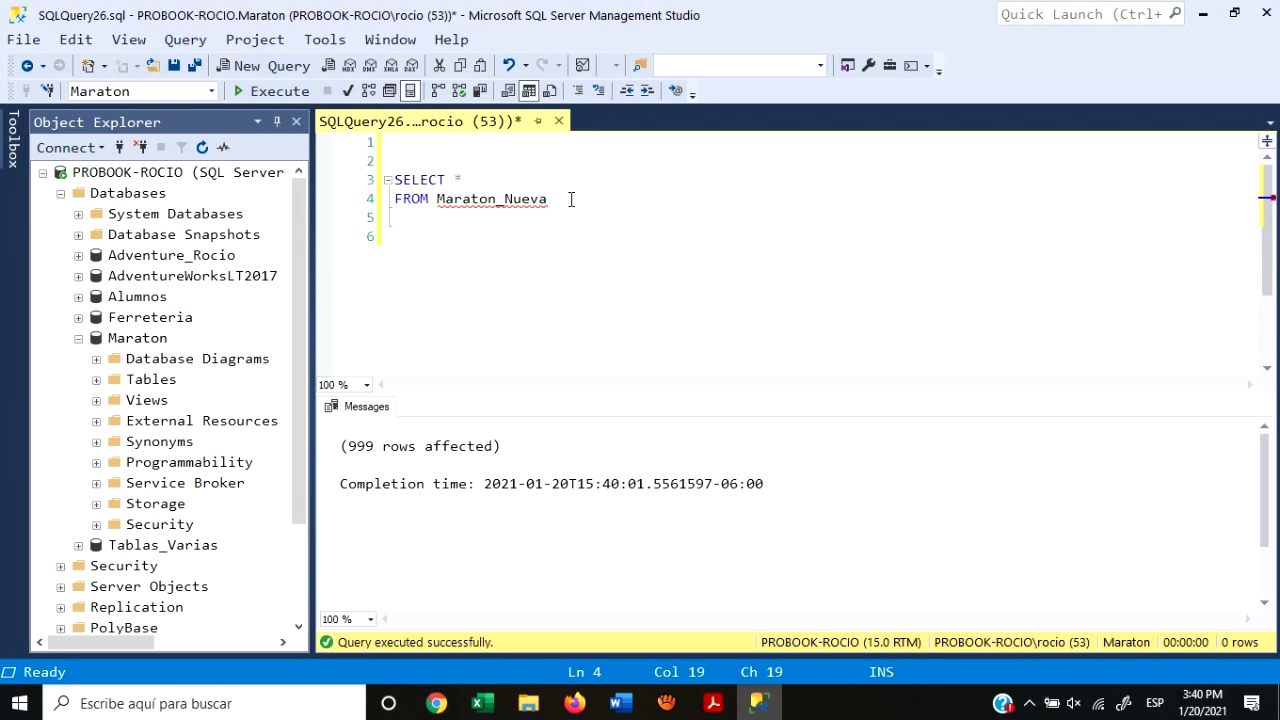 SQLQuery26.sql - PROBOOK-ROCIO.Maraton (PROBOOK-ROCIO\rocio (53))* - Microsoft SQL Server Management Studio
Quick Launch (Ctrl+
File Edit View Query Project Tools Window Help
New Query
Maraton Execute
Toolbox
Object Explorer
SQLQuery26....rocio (53))*
Connect
PROBOOK-ROCIO (SQL Server
Databases
System Databases
Database Snapshots
Adventure_Rocio
AdventureWorksLT2017
Alumnos
Ferreteria
Maraton
Database Diagrams
Tables
Views
External Resources
Synonyms
Programmability
Service Broker
Storage
Security
Tablas_Varias
Security
Server Objects
Replication
PolyBase
1
2
3 SELECT *
4 FROM Maraton_Nueva
5
6
100 %
Messages
(999 rows affected)
Completion time: 2021-01-20T15:40:01.5561597-06:00
100 %
Query executed successfully. PROBOOK-ROCIO (15.0 RTM) PROBOOK-ROCIO\rocio (53) Maraton 00:00:00 0 rows
Ready Ln 4 Col 19 Ch 19 INS
Escribe aquí para buscar
ESP
3:40 PM
1/20/2021